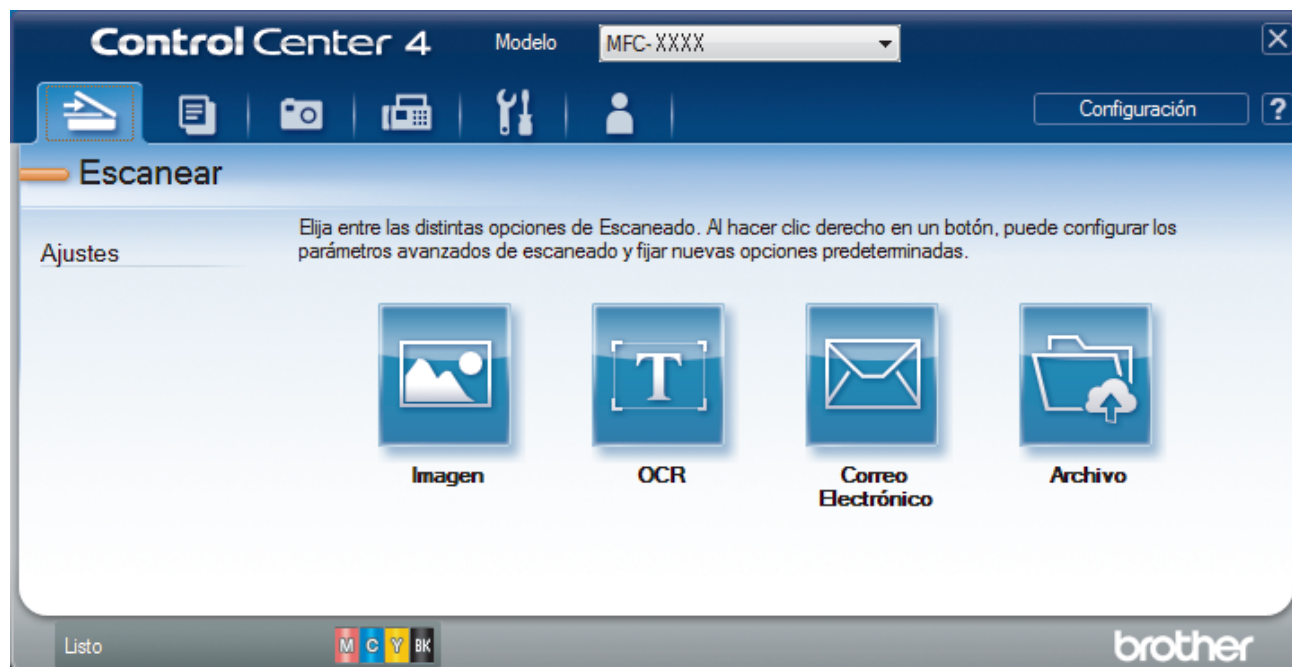 ControlCenter 4 Modelo MFC-XXXX
Configuración ?
Escanear
Ajustes
Elija entre las distintas opciones de Escaneado. Al hacer clic derecho en un botón, puede configurar los
parámetros avanzados de escaneado y fijar nuevas opciones predeterminadas.
T
Imagen OCR Correo Archivo
Electrónico
Listo M C Y BK brother